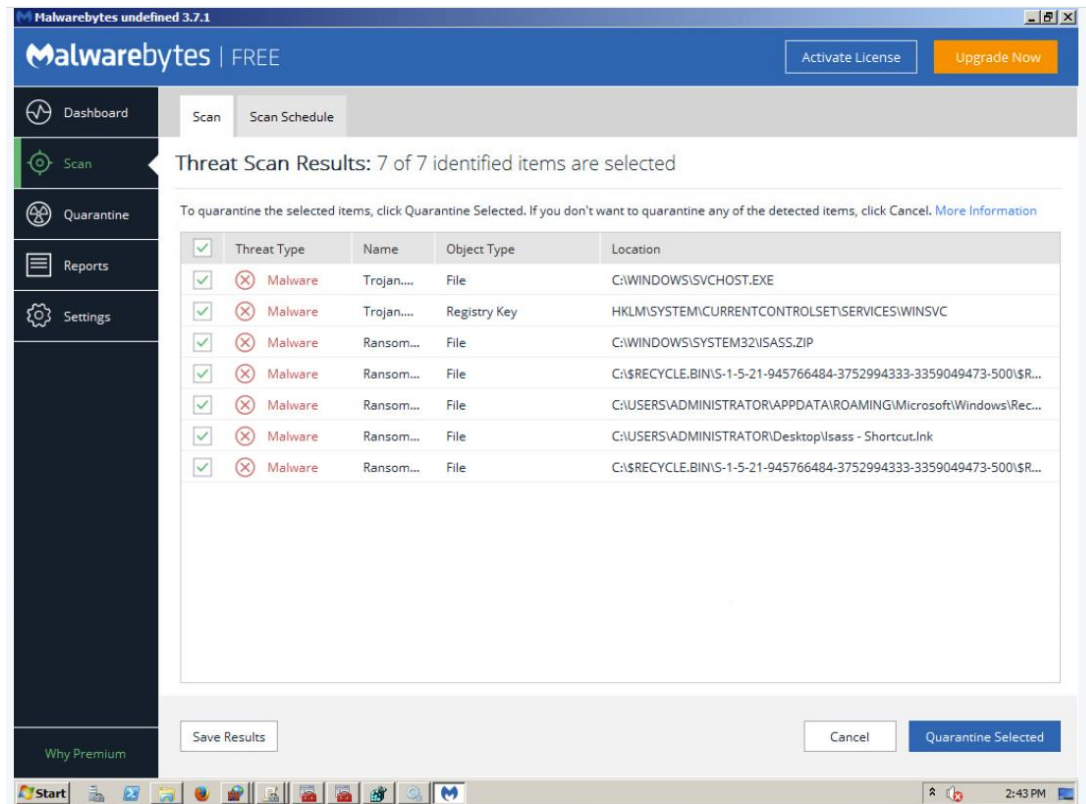 Malwarebytes undefined 3.7.1
Malwarebytes | FREE
Activate License
Upgrade Now
Dashboard
Scan
Quarantine
Reports
Settings
Why Premium
Scan
Scan Schedule
Threat Scan Results: 7 of 7 identified items are selected
To quarantine the selected items, click Quarantine Selected. If you don't want to quarantine any of the detected items, click Cancel. More Information
Threat Type Name Object Type Location
Malware Trojan.... File C:\WINDOWS\SVCHOST.EXE
Malware Trojan.... Registry Key HKLM\SYSTEM\CURRENTCONTROLSET\SERVICES\WINSVC
Malware Ransom... File C:\WINDOWS\SYSTEM32\ISASS.ZIP
Malware Ransom... File C:\$RECYCLE.BIN\S-1-5-21-945766484-3752994333-3359049473-500\$R...
Malware Ransom... File C:\USERS\ADMINISTRATOR\APPDATA\ROAMING\Microsoft\Windows\Rec...
Malware Ransom... File C:\USERS\ADMINISTRATOR\Desktop\lsass - Shortcut.lnk
Malware Ransom... File C:\$RECYCLE.BIN\S-1-5-21-945766484-3752994333-3359049473-500\$R...
Save Results
Cancel
Quarantine Selected
Start
2:43 PM